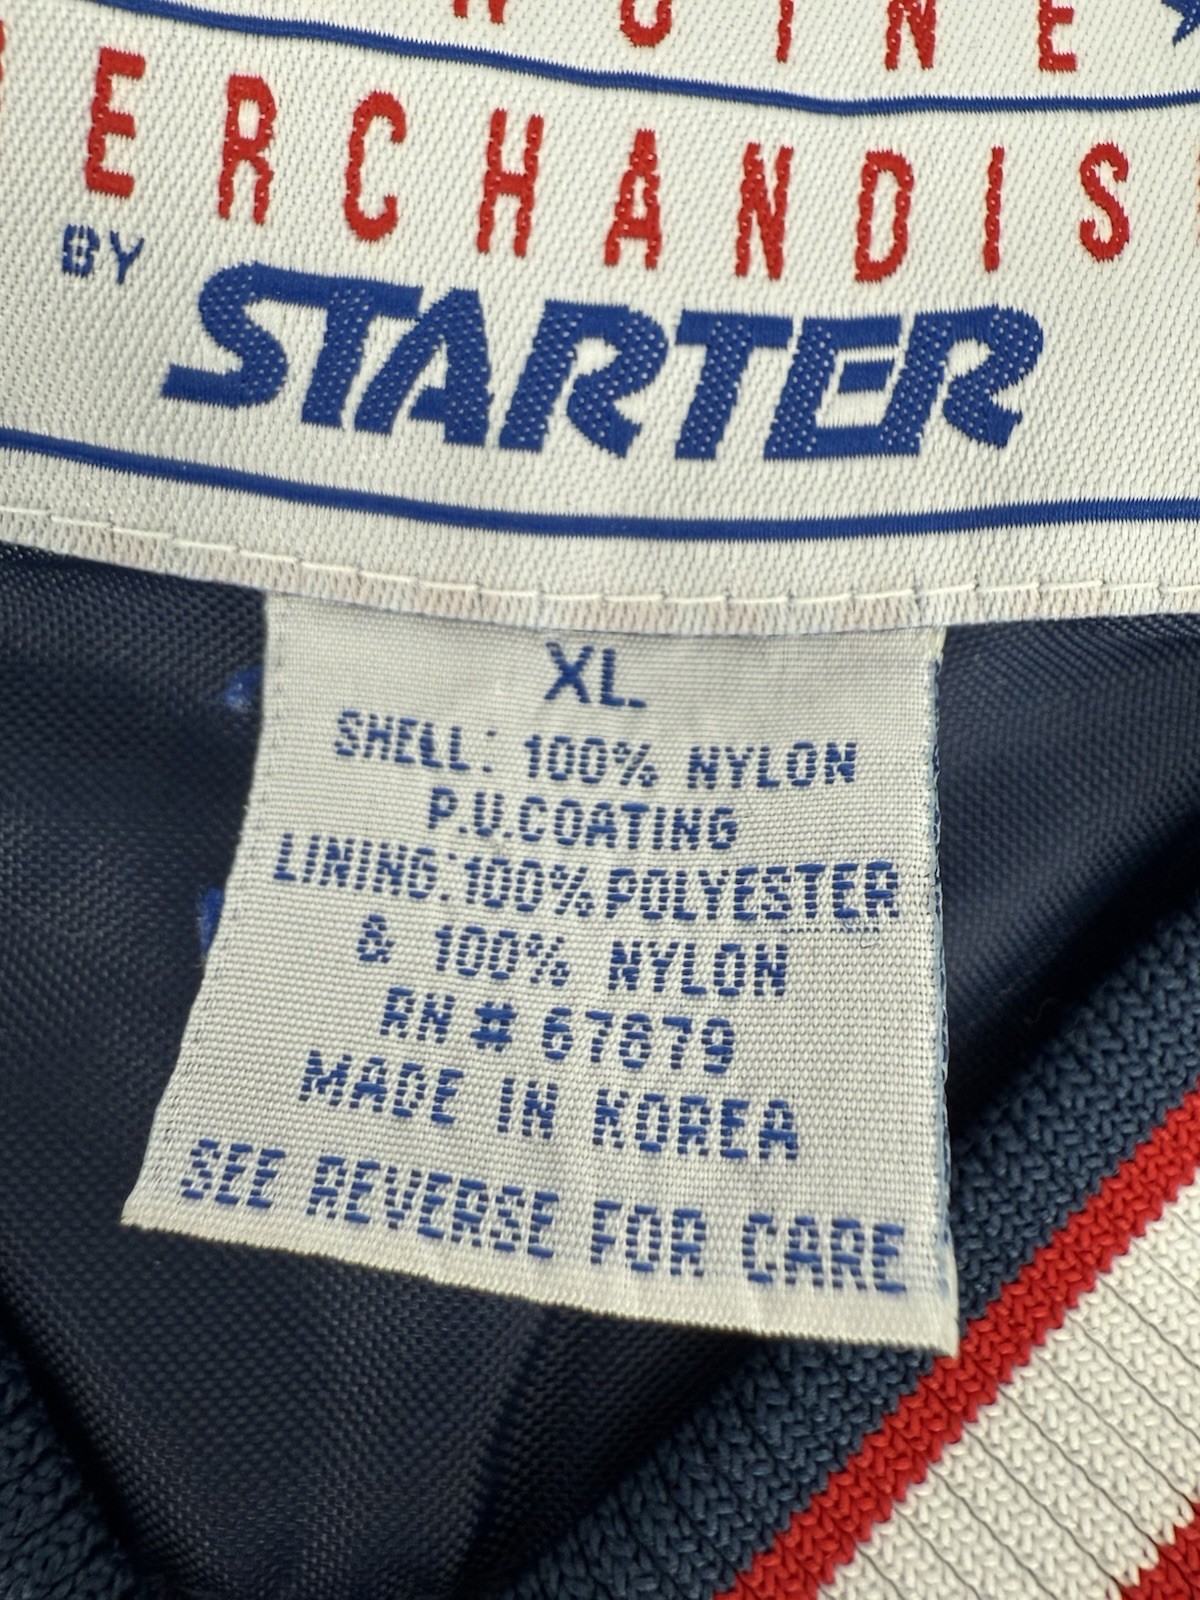 ERCHANDIS
BY STARTER
XL.
SHELL: 100% NYLON
P.U.COATING
LINING:100%POLYESTER
& 100% NYLON
RN # 67879
MADE IN KOREA
SEE REVERSE FOR CARE